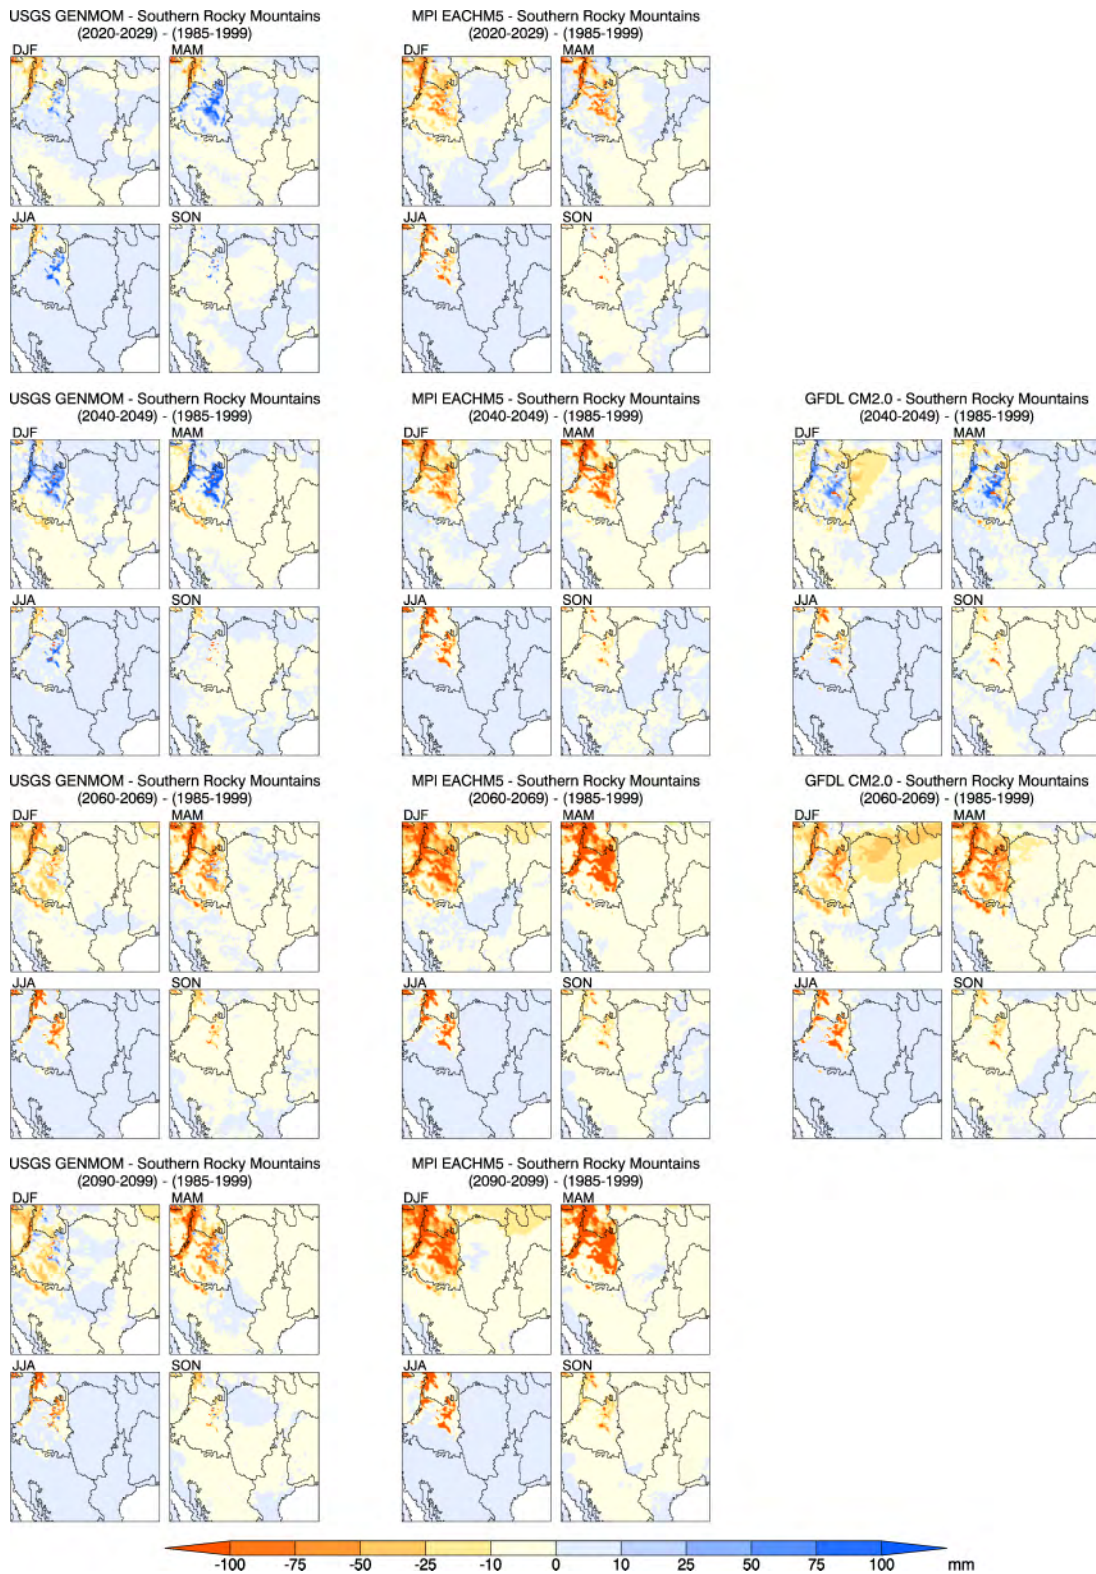 USGS GENMOM - Southern Rocky Mountains
(2020-2029) - (1985-1999)
DJF
MAM
JJA
SON
MPI EACHM5 - Southern Rocky Mountains
(2020-2029) - (1985-1999)
DJF
MAM
JJA
SON
USGS GENMOM - Southern Rocky Mountains
(2040-2049) - (1985-1999)
DJF
MAM
JJA
SON
MPI EACHM5 - Southern Rocky Mountains
(2040-2049) - (1985-1999)
DJF
MAM
JJA
SON
GFDL CM2.0 - Southern Rocky Mountains
(2040-2049) - (1985-1999)
DJF
MAM
JJA
SON
USGS GENMOM - Southern Rocky Mountains
(2060-2069) - (1985-1999)
DJF
MAM
JJA
SON
MPI EACHM5 - Southern Rocky Mountains
(2060-2069) - (1985-1999)
DJF
MAM
JJA
SON
GFDL CM2.0 - Southern Rocky Mountains
(2060-2069) - (1985-1999)
DJF
MAM
JJA
SON
USGS GENMOM - Southern Rocky Mountains
(2090-2099) - (1985-1999)
DJF
MAM
JJA
SON
MPI EACHM5 - Southern Rocky Mountains
(2090-2099) - (1985-1999)
DJF
MAM
JJA
SON
-100 -75 -50 -25 -10 0 10 25 50 75 100 mm